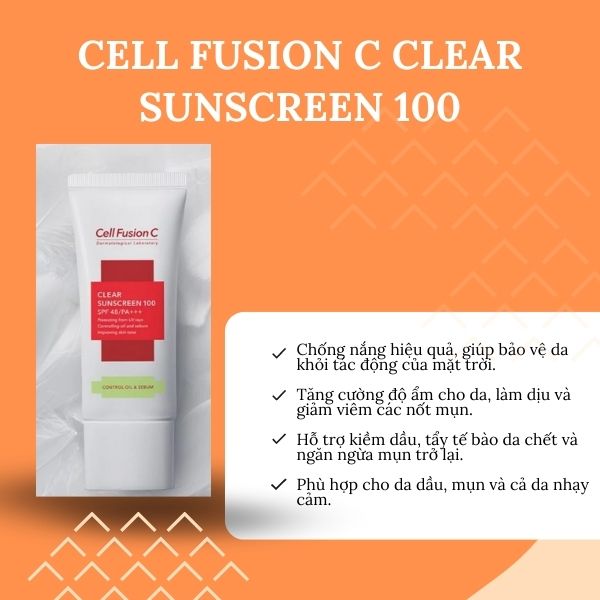 CELL FUSION C CLEAR
SUNSCREEN 100
Cell Fusion C
Dermatological Laboratory
CLEAR
SUNSCREEN 100
SPF 48/PA+++
Protecting from UV rays
Controlling oil and sebum
Improving skin tone
CONTROL OIL & SEBUM
Chống nắng hiệu quả, giúp bảo vệ da
khỏi tác động của mặt trời.
Tăng cường độ ẩm cho da, làm dịu và
giảm viêm các nốt mụn.
Hỗ trợ kiềm dầu, tẩy tế bào da chết và
ngăn ngừa mụn trở lại.
Phù hợp cho da dầu, mụn và cả da nhạy
cảm.